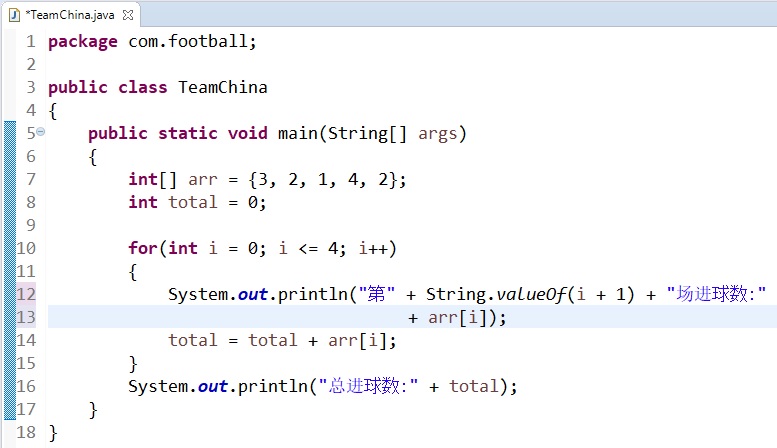 *TeamChina.java
1 package com.football;
2
3 public class TeamChina
4 {
5 public static void main(String[] args)
6 {
7 int[] arr = {3, 2, 1, 4, 2};
8 int total = 0;
9
10 for(int i = 0; i <= 4; i++)
11 {
12 System.out.println("第" + String.valueOf(i + 1) + "场进球数:"
13 + arr[i]);
14 total = total + arr[i];
15 }
16 System.out.println("总进球数:" + total);
17 }
18 }